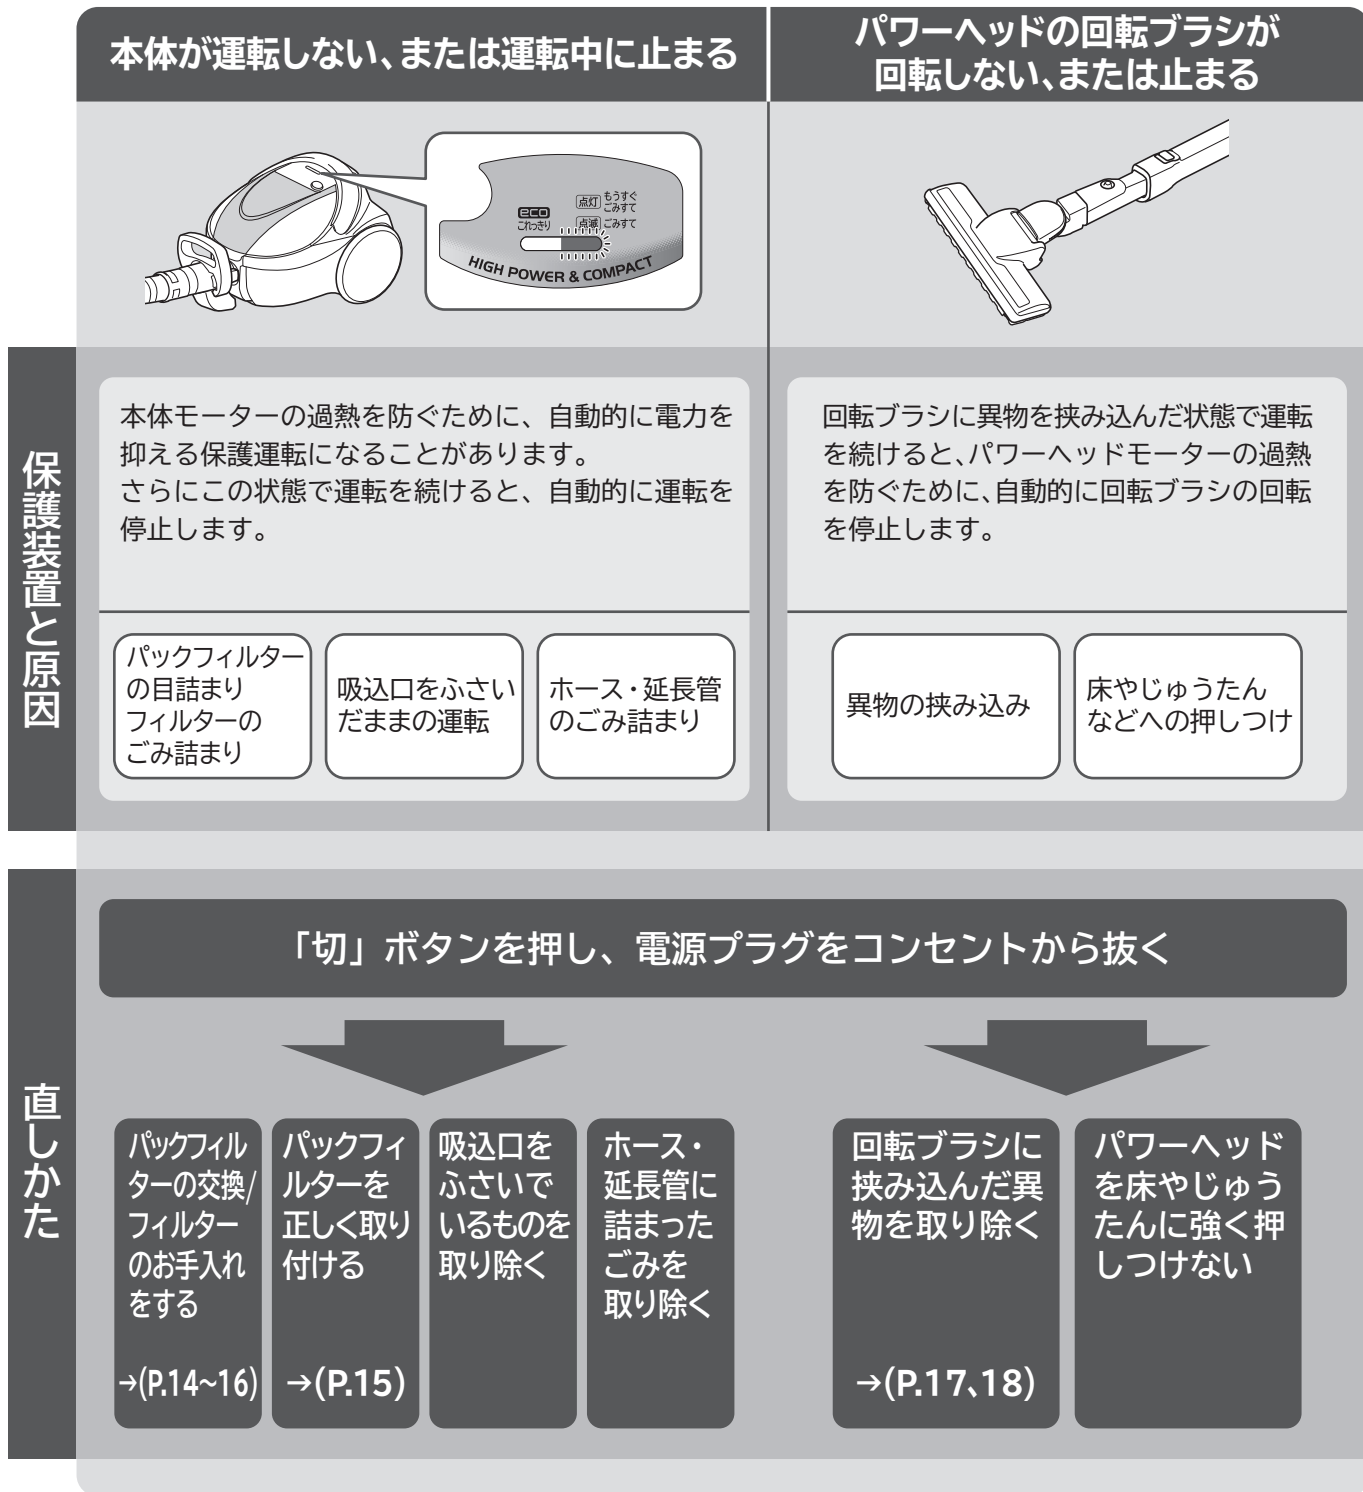 本体が運転しない、または運転中に止まる
パワーヘッドの回転ブラシが
回転しない、または止まる
eco
これっきり
点灯 もうすぐ
ごみすて
点滅 ごみすて
HIGH POWER & COMPACT
保護装置と原因
本体モーターの過熱を防ぐために、自動的に電力を
抑える保護運転になることがあります。
さらにこの状態で運転を続けると、自動的に運転を
停止します。
パックフィルター
の目詰まり
フィルターの
ごみ詰まり
吸込口をふさい
だままの運転
ホース・延長管
のごみ詰まり
回転ブラシに異物を挟み込んだ状態で運転
を続けると、パワーヘッドモーターの過熱
を防ぐために、自動的に回転ブラシの回転
を停止します。
異物の挟み込み
床やじゅうたん
などへの押しつけ
直しかた
「切」ボタンを押し、電源プラグをコンセントから抜く
パックフィル
ターの交換/
フィルター
のお手入れ
をする
→(P.14~16)
パックフィ
ルターを
正しく取り
付ける
→(P.15)
吸込口を
ふさいで
いるものを
取り除く
ホース・
延長管に
詰まった
ごみを
取り除く
回転ブラシに
挟み込んだ異
物を取り除く
→(P.17、18)
パワーヘッド
を床やじゅう
たんに強く押
しつけない